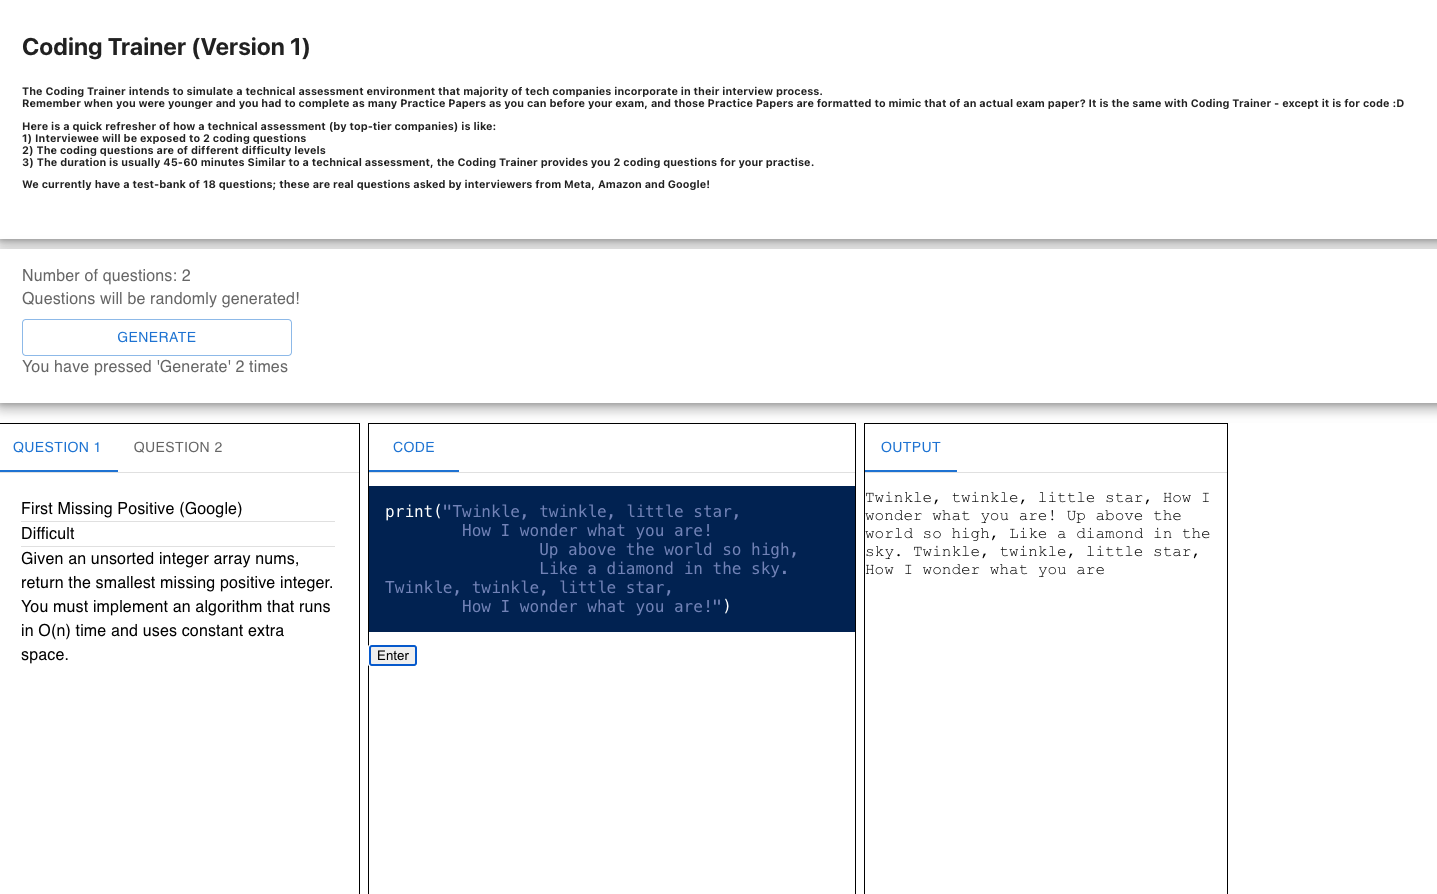 Coding Trainer (Version 1)
The Coding Trainer intends to simulate a technical assessment environment that majority of tech companies incorporate in their interview process.
Remember when you were younger and you had to complete as many Practice Papers as you can before your exam, and those Practice Papers are formatted to mimic that of an actual exam paper? It is the same with Coding Trainer - except it is for code :D
Here is a quick refresher of how a technical assessment (by top-tier companies) is like:
1) Interviewee will be exposed to 2 coding questions
2) The coding questions are of different difficulty levels
3) The duration is usually 45-60 minutes Similar to a technical assessment, the Coding Trainer provides you 2 coding questions for your practise.
We currently have a test-bank of 18 questions; these are real questions asked by interviewers from Meta, Amazon and Google!
Number of questions: 2
Questions will be randomly generated!
GENERATE
You have pressed 'Generate' 2 times
QUESTION 1 QUESTION 2
First Missing Positive (Google)
Difficult
Given an unsorted integer array nums,
return the smallest missing positive integer.
You must implement an algorithm that runs
in O(n) time and uses constant extra
space.
CODE
print("Twinkle, twinkle, little star,
How I wonder what you are!
Up above the world so high,
Like a diamond in the sky.
Twinkle, twinkle, little star,
How I wonder what you are!")
Enter
OUTPUT
Twinkle, twinkle, little star, How I
wonder what you are! Up above the
world so high, Like a diamond in the
sky. Twinkle, twinkle, little star,
How I wonder what you are